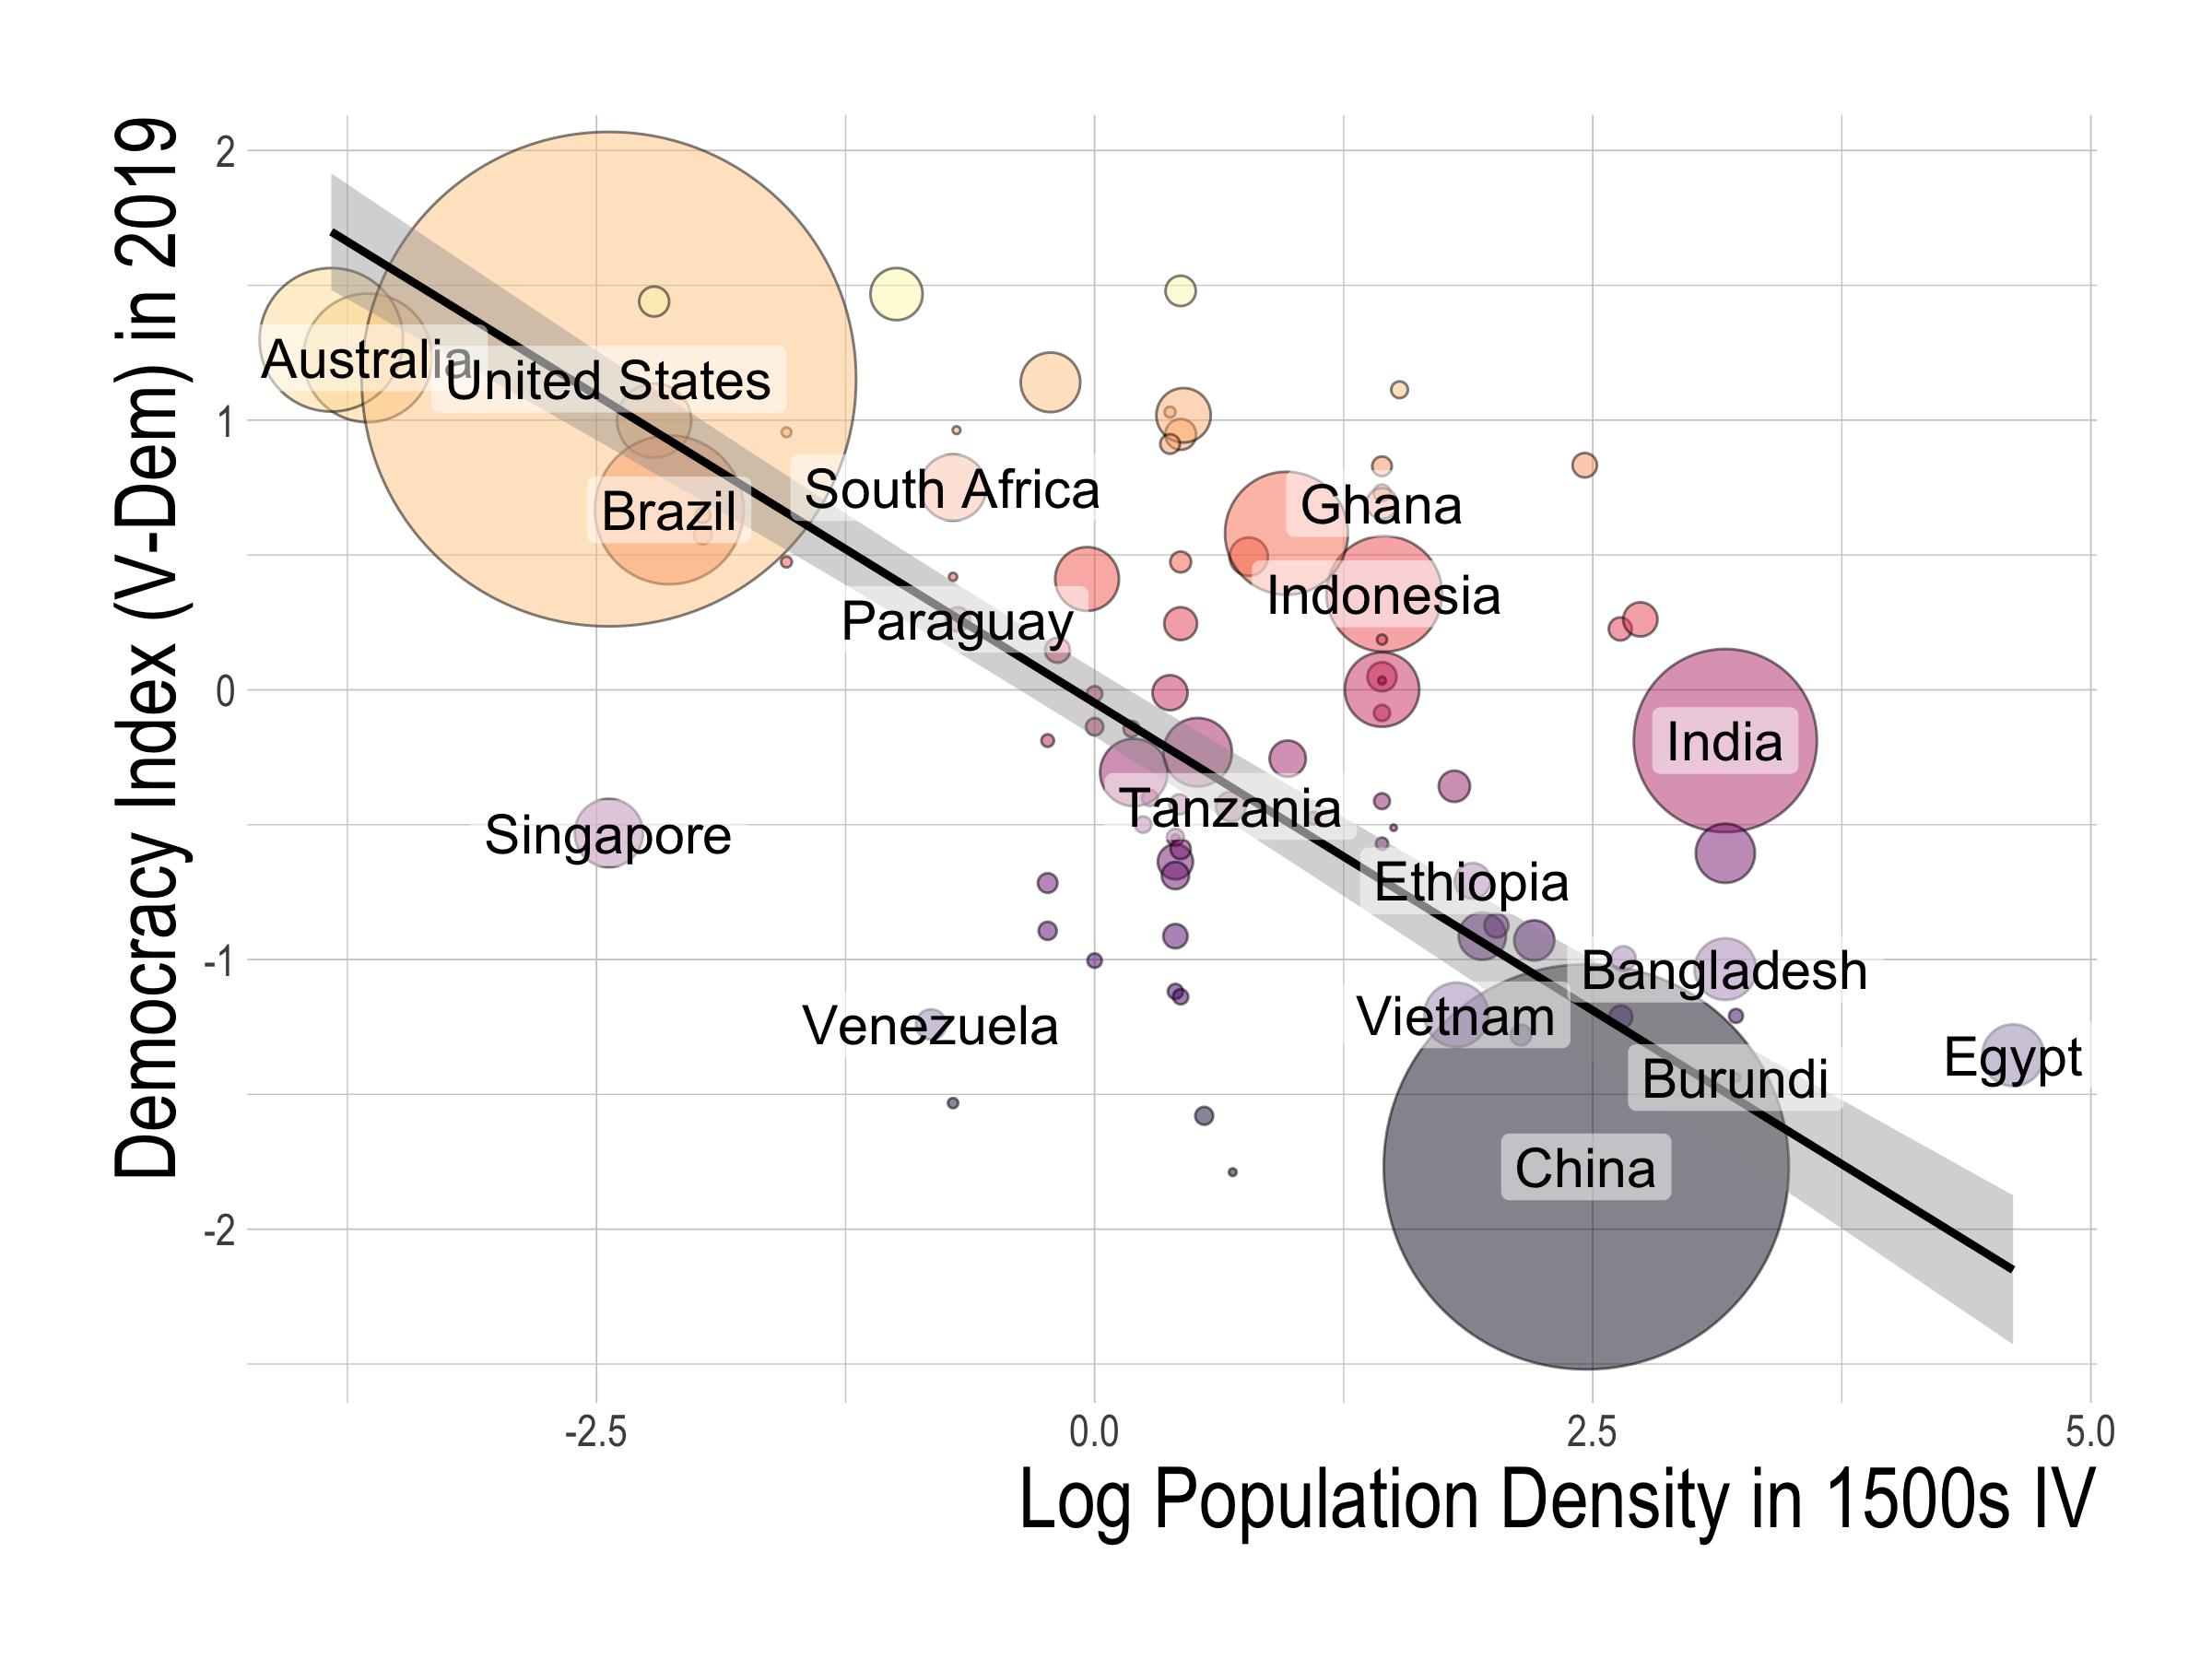 Democracy Index (V-Dem) in 2019
2
1
0
-1
-2
Australia
United States
Brazil
South Africa
Ghana
Indonesia
Paraguay
India
Tanzania
Singapore
Ethiopia
Bangladesh
Venezuela
Vietnam
Egypt
Burundi
China
-2.5
0.0
2.5
5.0
Log Population Density in 1500s IV